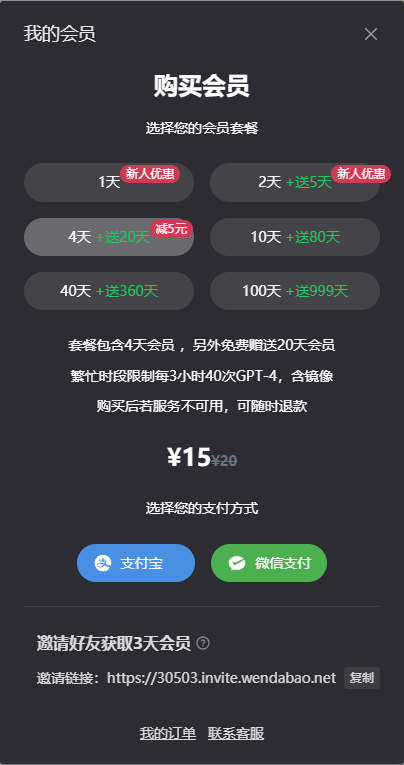 我的会员
购买会员
选择您的会员套餐
1天 新人优惠
2天 +送5天 新人优惠
4天 +送20天 减5元
10天 +送80天
40天 +送360天
100天 +送999天
套餐包含4天会员 ，另外免费赠送20天会员
繁忙时段限制每3小时40次GPT-4，含镜像
购买后若服务不可用，可随时退款
¥15¥20
选择您的支付方式
支付宝
微信支付
邀请好友获取3天会员 ?
邀请链接：https://30503.invite.wendabao.net 复制
我的订单 联系客服